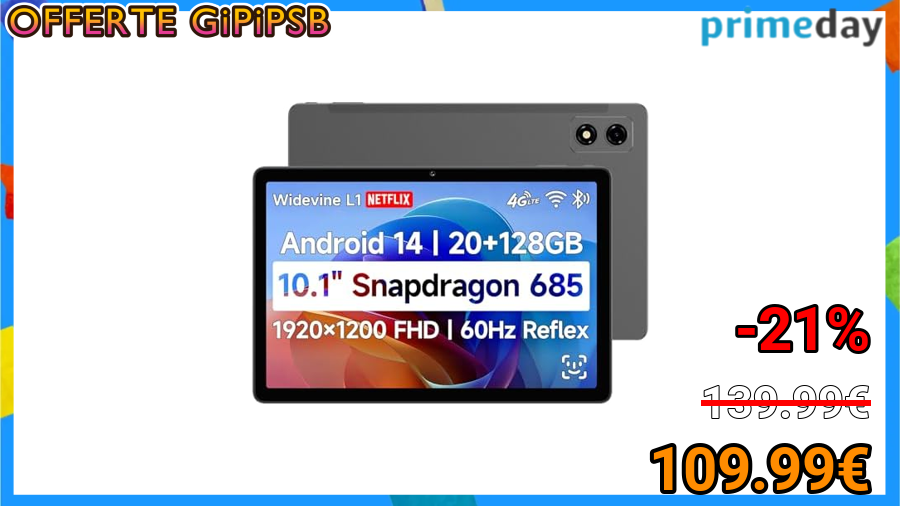 OFFERTE GiPiPSB
primeday
Widevine L1 NETFLIX
4G LTE
Android 14 | 20+128GB
10.1" Snapdragon 685
1920×1200 FHD | 60Hz Reflex
-21%
139.99€
109.99€